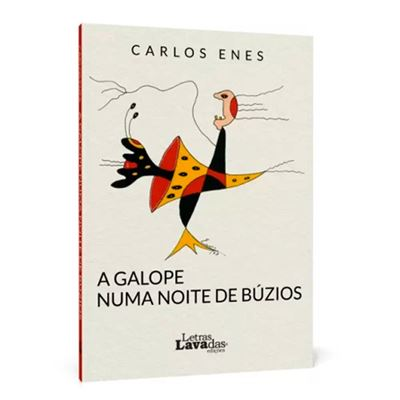 CARLOS ENES
A GALOPE
NUMA NOITE DE BÚZIOS
Letras
Lavadas
edições